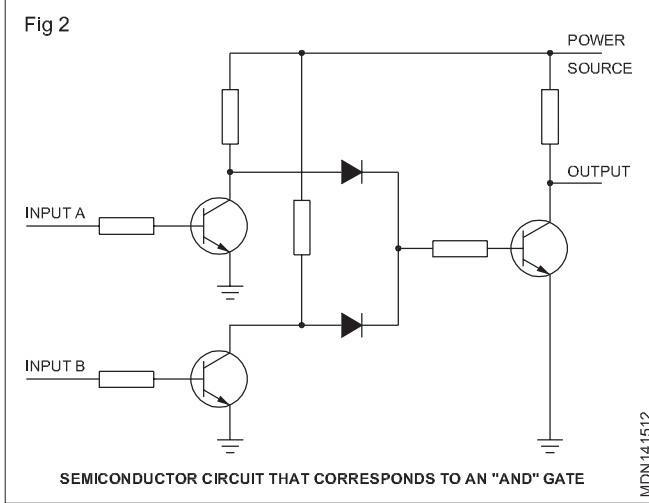 Fig 2
POWER
SOURCE
OUTPUT
INPUT A
INPUT B
SEMICONDUCTOR CIRCUIT THAT CORRESPONDS TO AN "AND" GATE
MDN141512